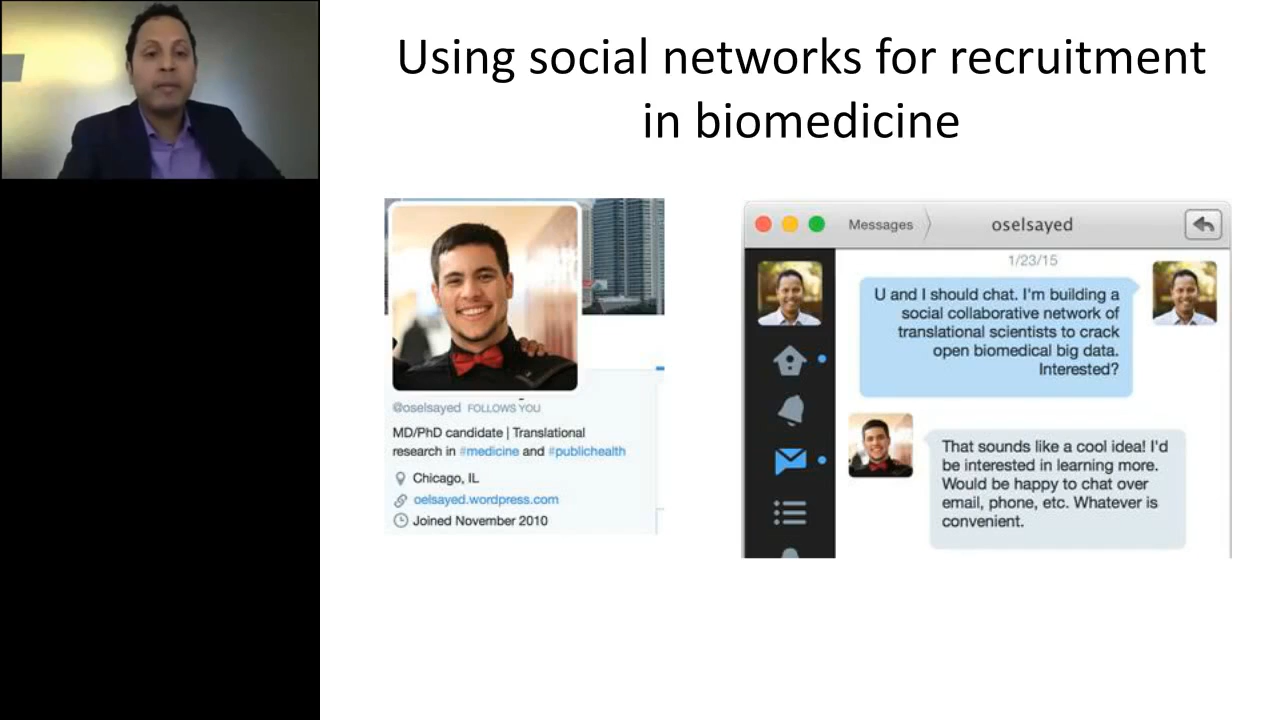 Using social networks for recruitment
in biomedicine
@oselsayed FOLLOWS YOU
MD/PhD candidate | Translational
research in #medicine and #publichealth
Chicago, IL
oelsayed.wordpress.com
Joined November 2010
Messages
oselsayed
1/23/15
U and I should chat. I'm building a
social collaborative network of
translational scientists to crack
open biomedical big data.
Interested?
That sounds like a cool idea! I'd
be interested in learning more.
Would be happy to chat over
email, phone, etc. Whatever is
convenient.